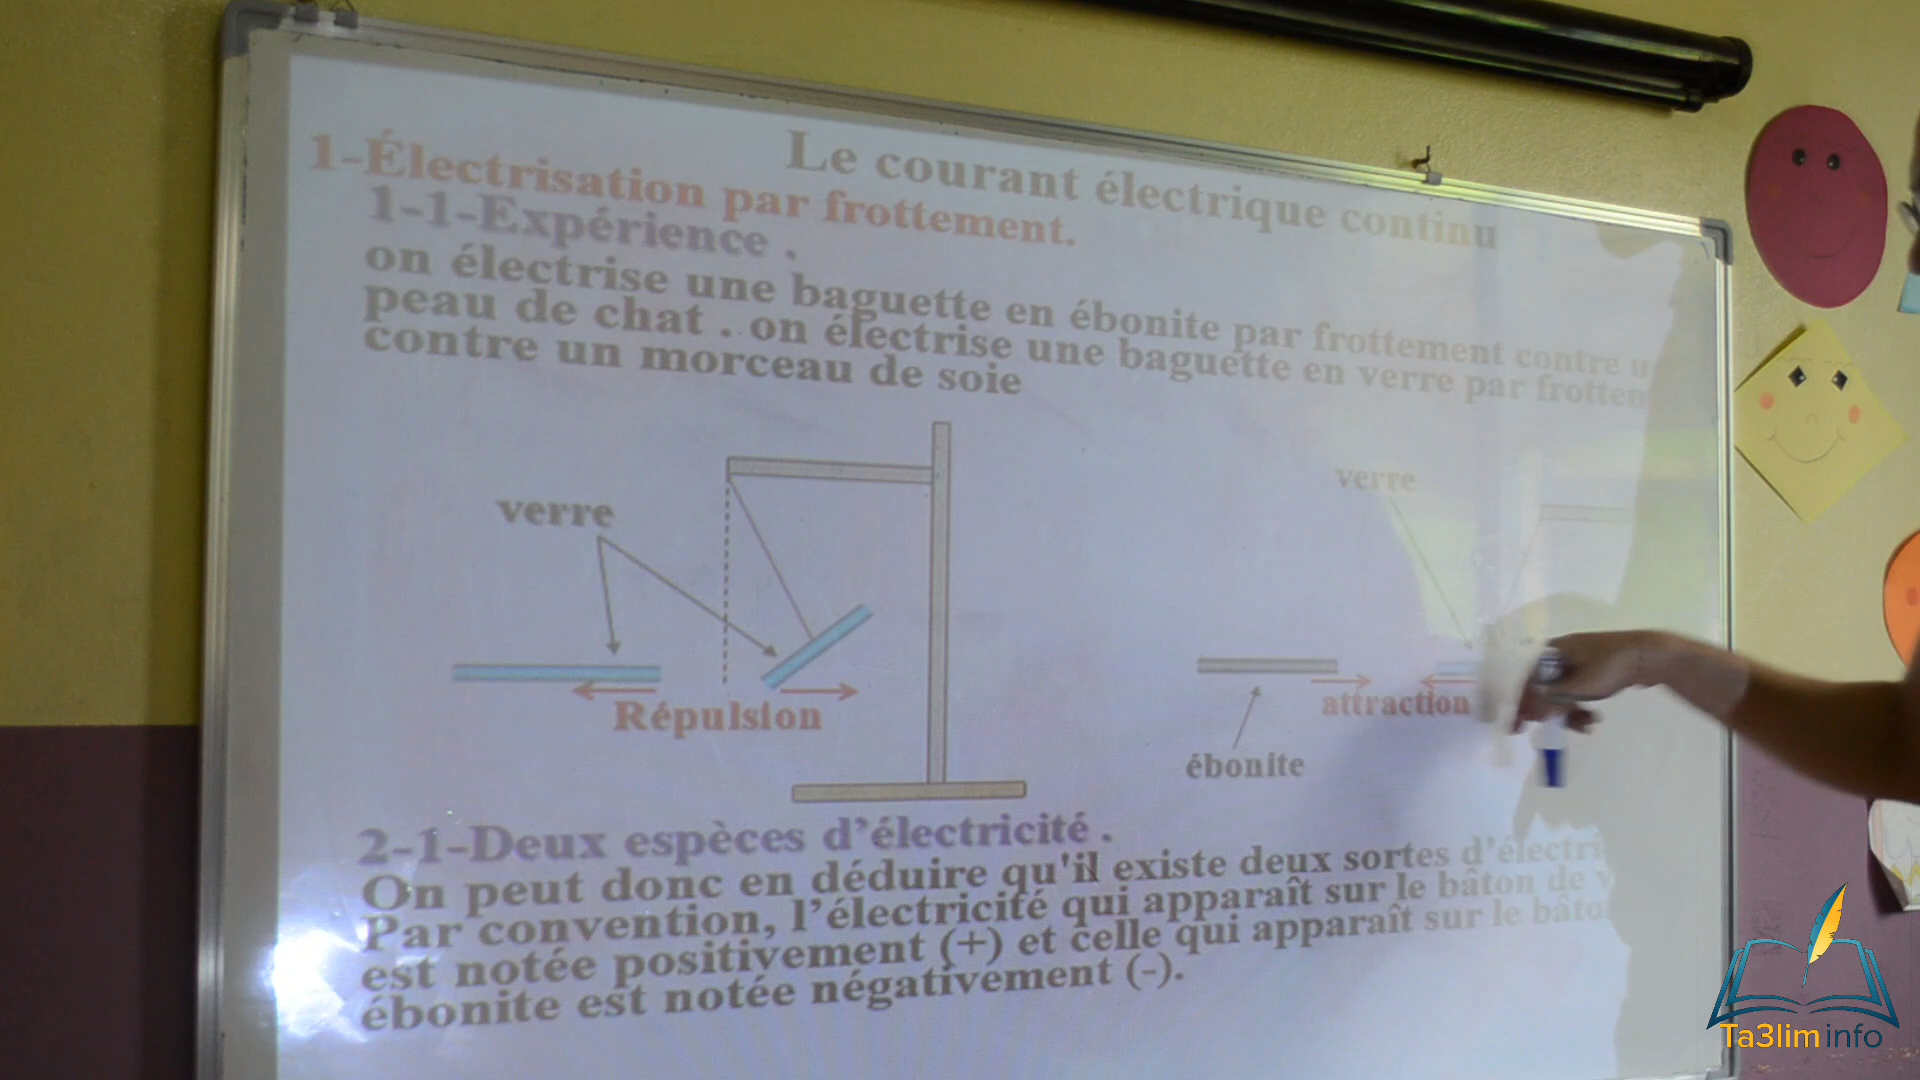 Le courant électrique continu
1-Électrisation par frottement.
1-1-Expérience .
on électrise une baguette en ébonite par frottement contre
peau de chat . on électrise une baguette en verre par
contre un morceau de soie
verre
verre
Répulsion
attraction
ébonite
2-1-Deux espèces d’électricité .
On peut donc en déduire qu'il existe deux sortes
Par convention, l’électricité qui apparaît sur le bâton de
est notée positivement (+) et celle qui apparaît sur le
ébonite est notée négativement (-).
Ta3lim info